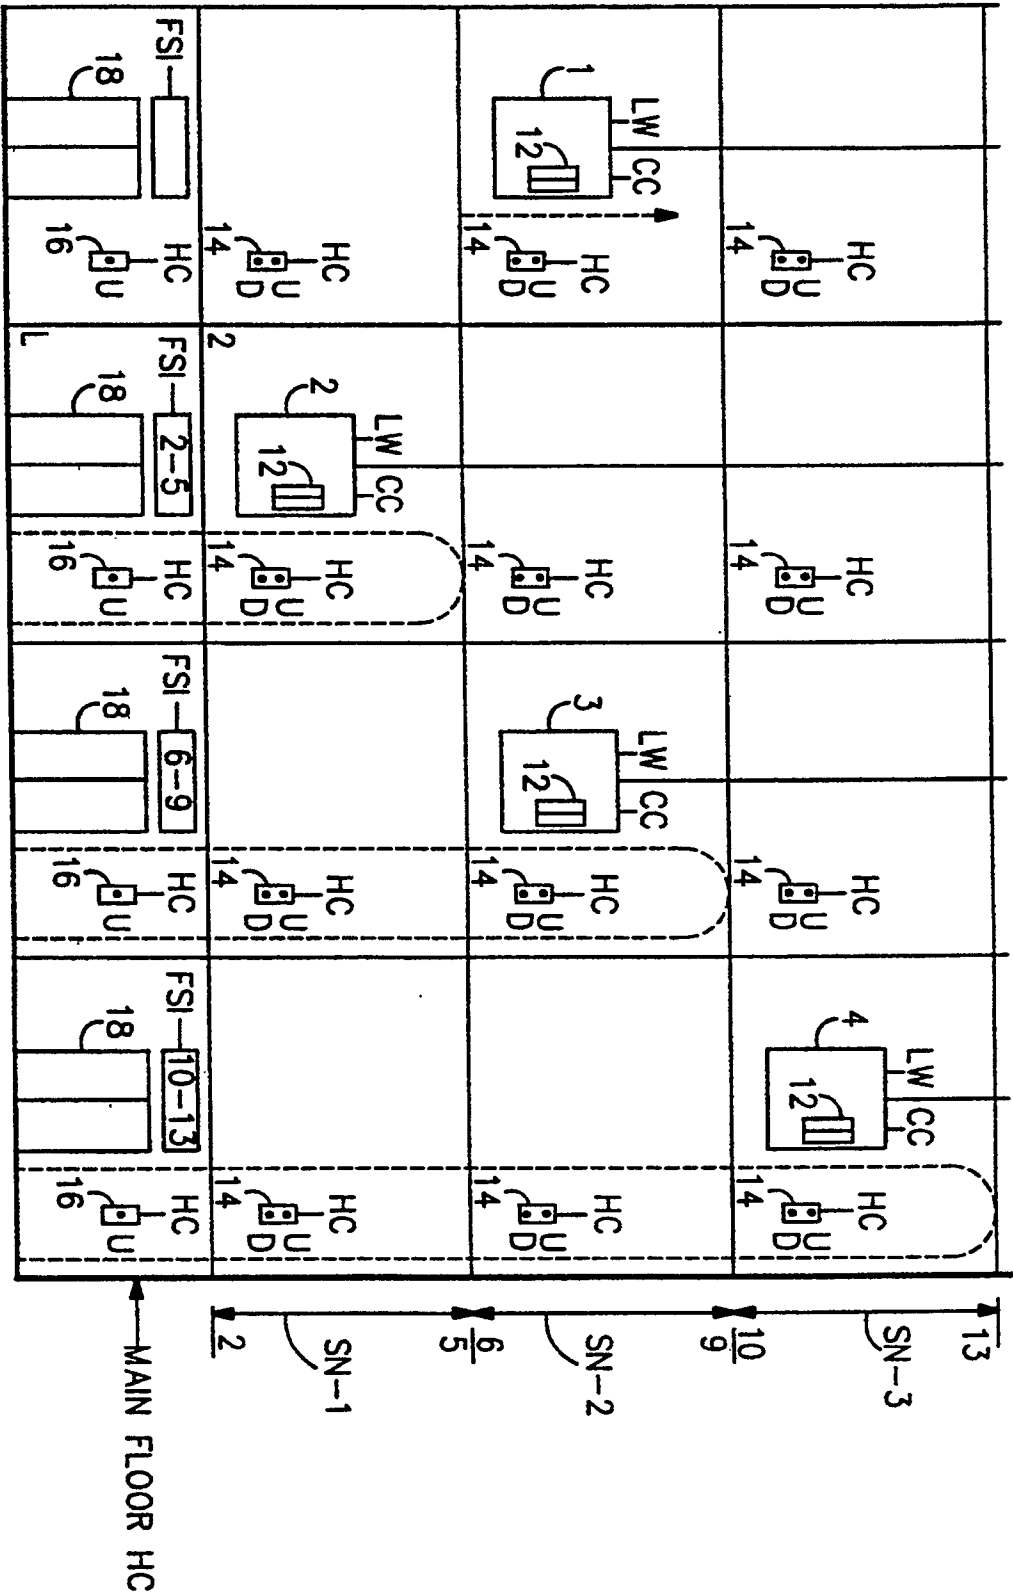 13
LW CC
SN-3
4
HC HC HC HC
12
U U U U
D D D D
14 14 14 14
10
9
LW CC LW CC
SN-2
1 3
HC HC HC HC
12 12
U U U U
D D D D
14 14 14 14
6
5
LW CC
SN-1
2
HC HC HC HC
12
U U U U
D D D D
14 14 14 14
2 2
FSI FSI 2-5 FSI 6-9 FSI 10-13
HC HC HC HC
MAIN FLOOR HC
18 18 18 18
U U U U
16 16 16 16
L